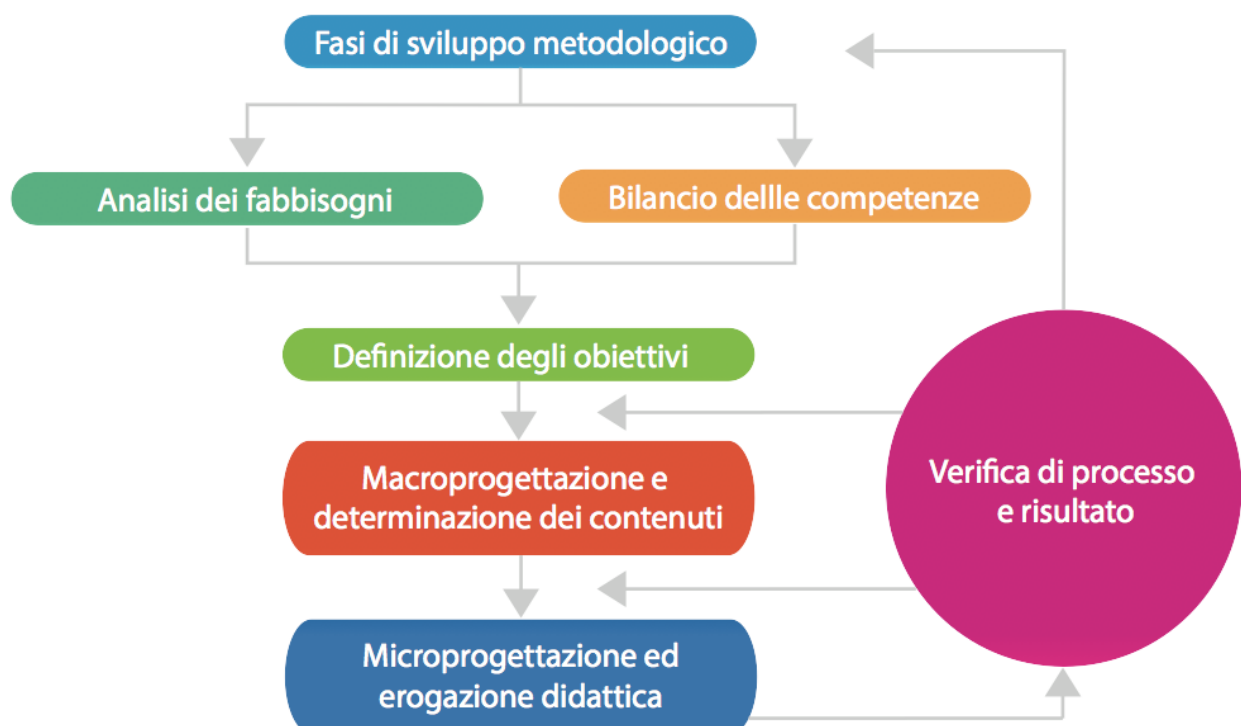 Fasi di sviluppo metodologico
Analisi dei fabbisogni
Bilancio dellle competenze
Definizione degli obiettivi
Macroprogettazione e
determinazione dei contenuti
Verifica di processo
e risultato
Microprogettazione ed
erogazione didattica